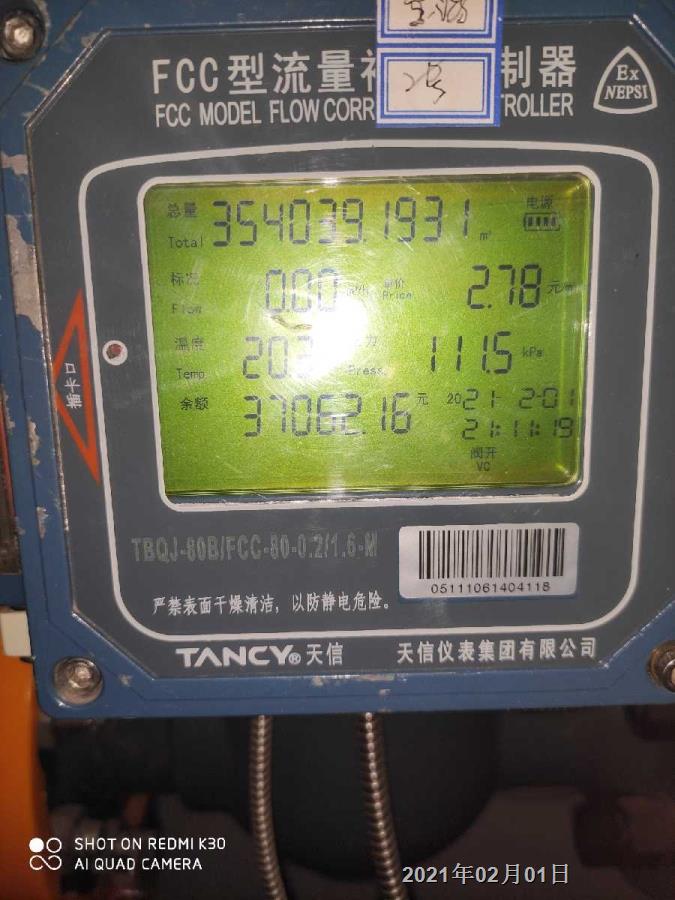 2号
FCC型流量 制器
FCC MODEL FLOW CORR TROLLER
Ex
NEPSI
总量 电源
Total 354039.1931 m³
标况 0.00 单价 2.78
Flow Price
温度 111.5 kPa
Temp Press
余额 37062.16 元 2021- 2-01
21:11:19
阀开
VC
插卡口
TBQJ-80B/FCC-80-0.2/1.6-M
05111061404118
严禁表面干燥清洁，以防静电危险。
TANCY® 天信 天信仪表集团有限公司
SHOT ON REDMI K30
AI QUAD CAMERA
2021年02月01日